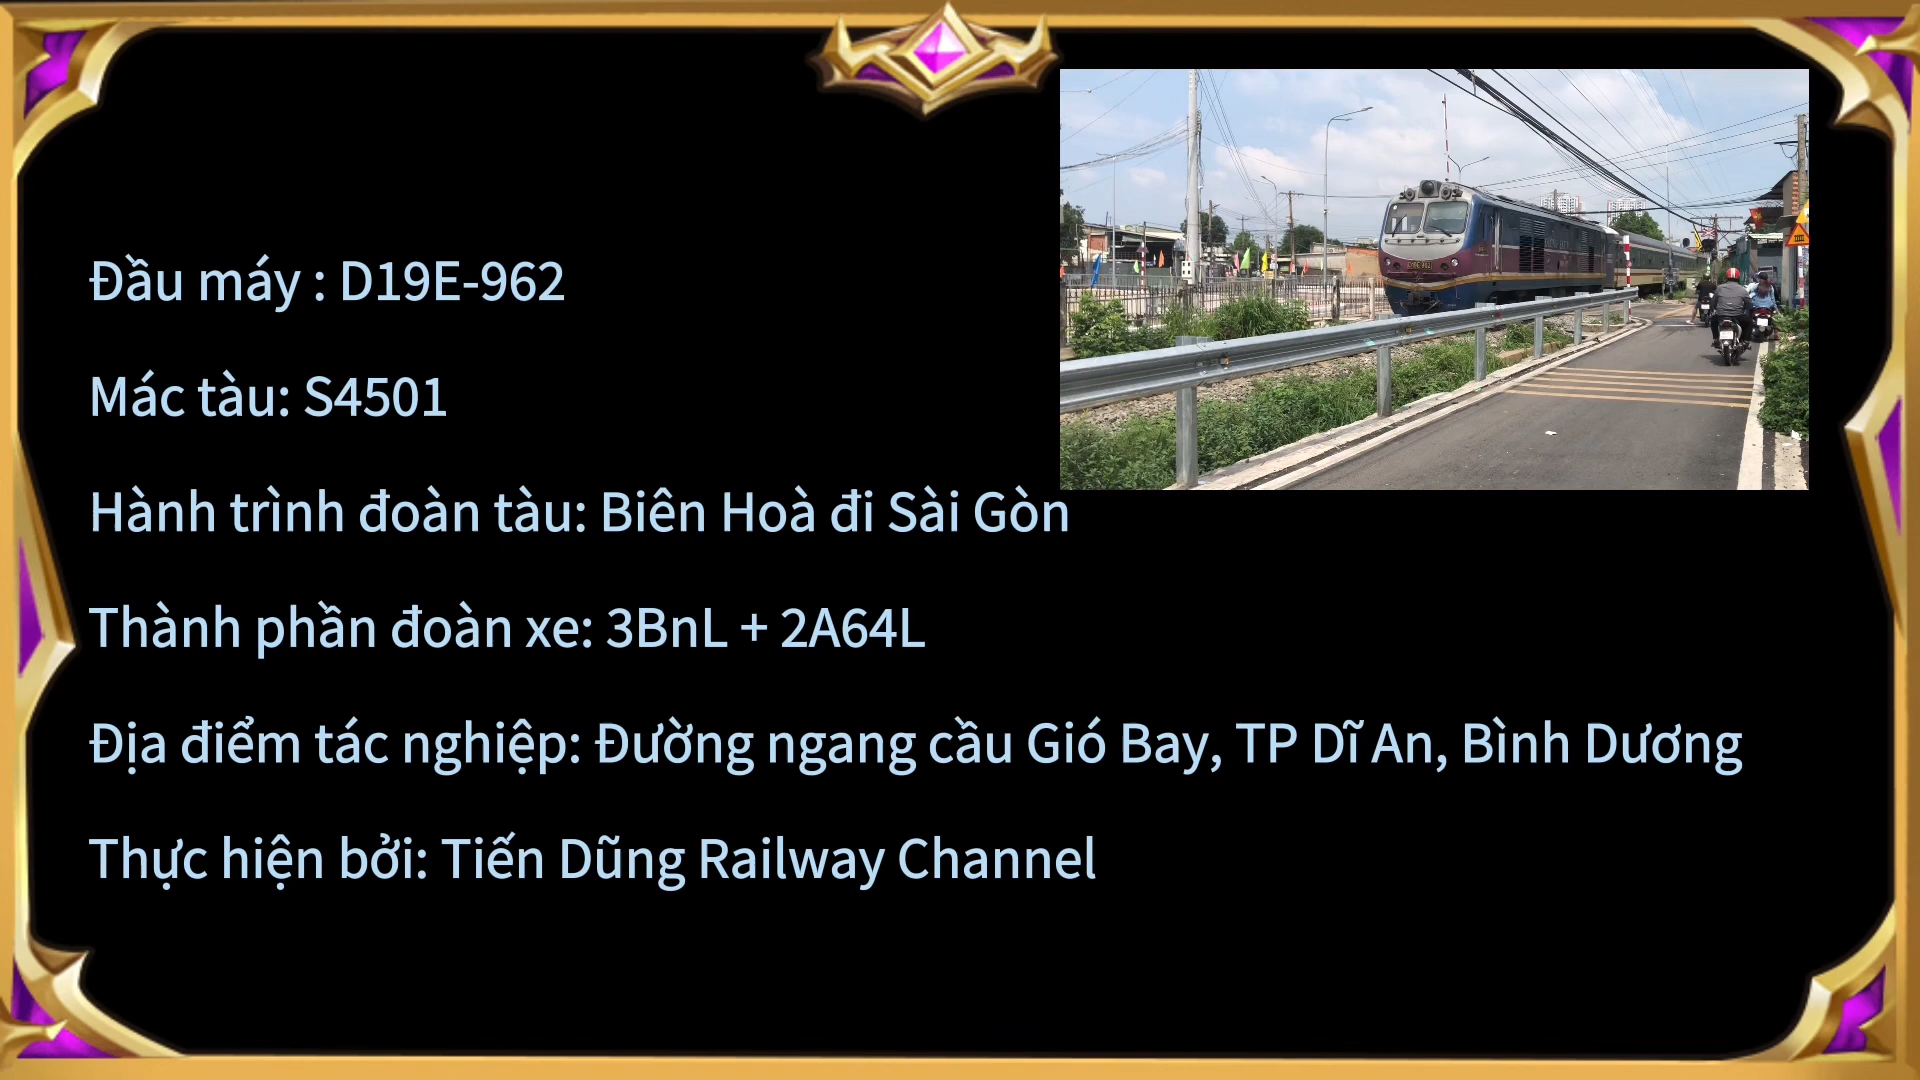 Đầu máy : D19E-962
Mác tàu: S4501
Hành trình đoàn tàu: Biên Hoà đi Sài Gòn
Thành phần đoàn xe: 3BnL + 2A64L
Địa điểm tác nghiệp: Đường ngang cầu Gió Bay, TP Dĩ An, Bình Dương
Thực hiện bởi: Tiến Dũng Railway Channel